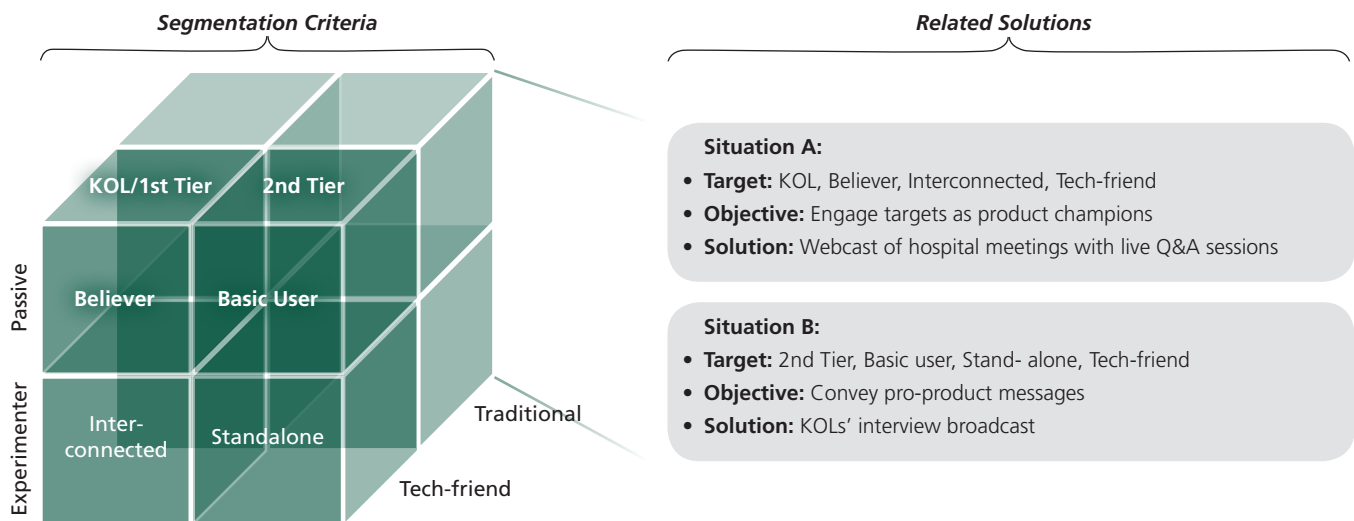 Segmentation Criteria
Related Solutions
KOL/1st Tier
2nd Tier
Passive
Believer
Basic User
Experimenter
Inter-
connected
Standalone
Traditional
Tech-friend
Situation A:
• Target: KOL, Believer, Interconnected, Tech-friend
• Objective: Engage targets as product champions
• Solution: Webcast of hospital meetings with live Q&A sessions
Situation B:
• Target: 2nd Tier, Basic user, Stand- alone, Tech-friend
• Objective: Convey pro-product messages
• Solution: KOLs' interview broadcast